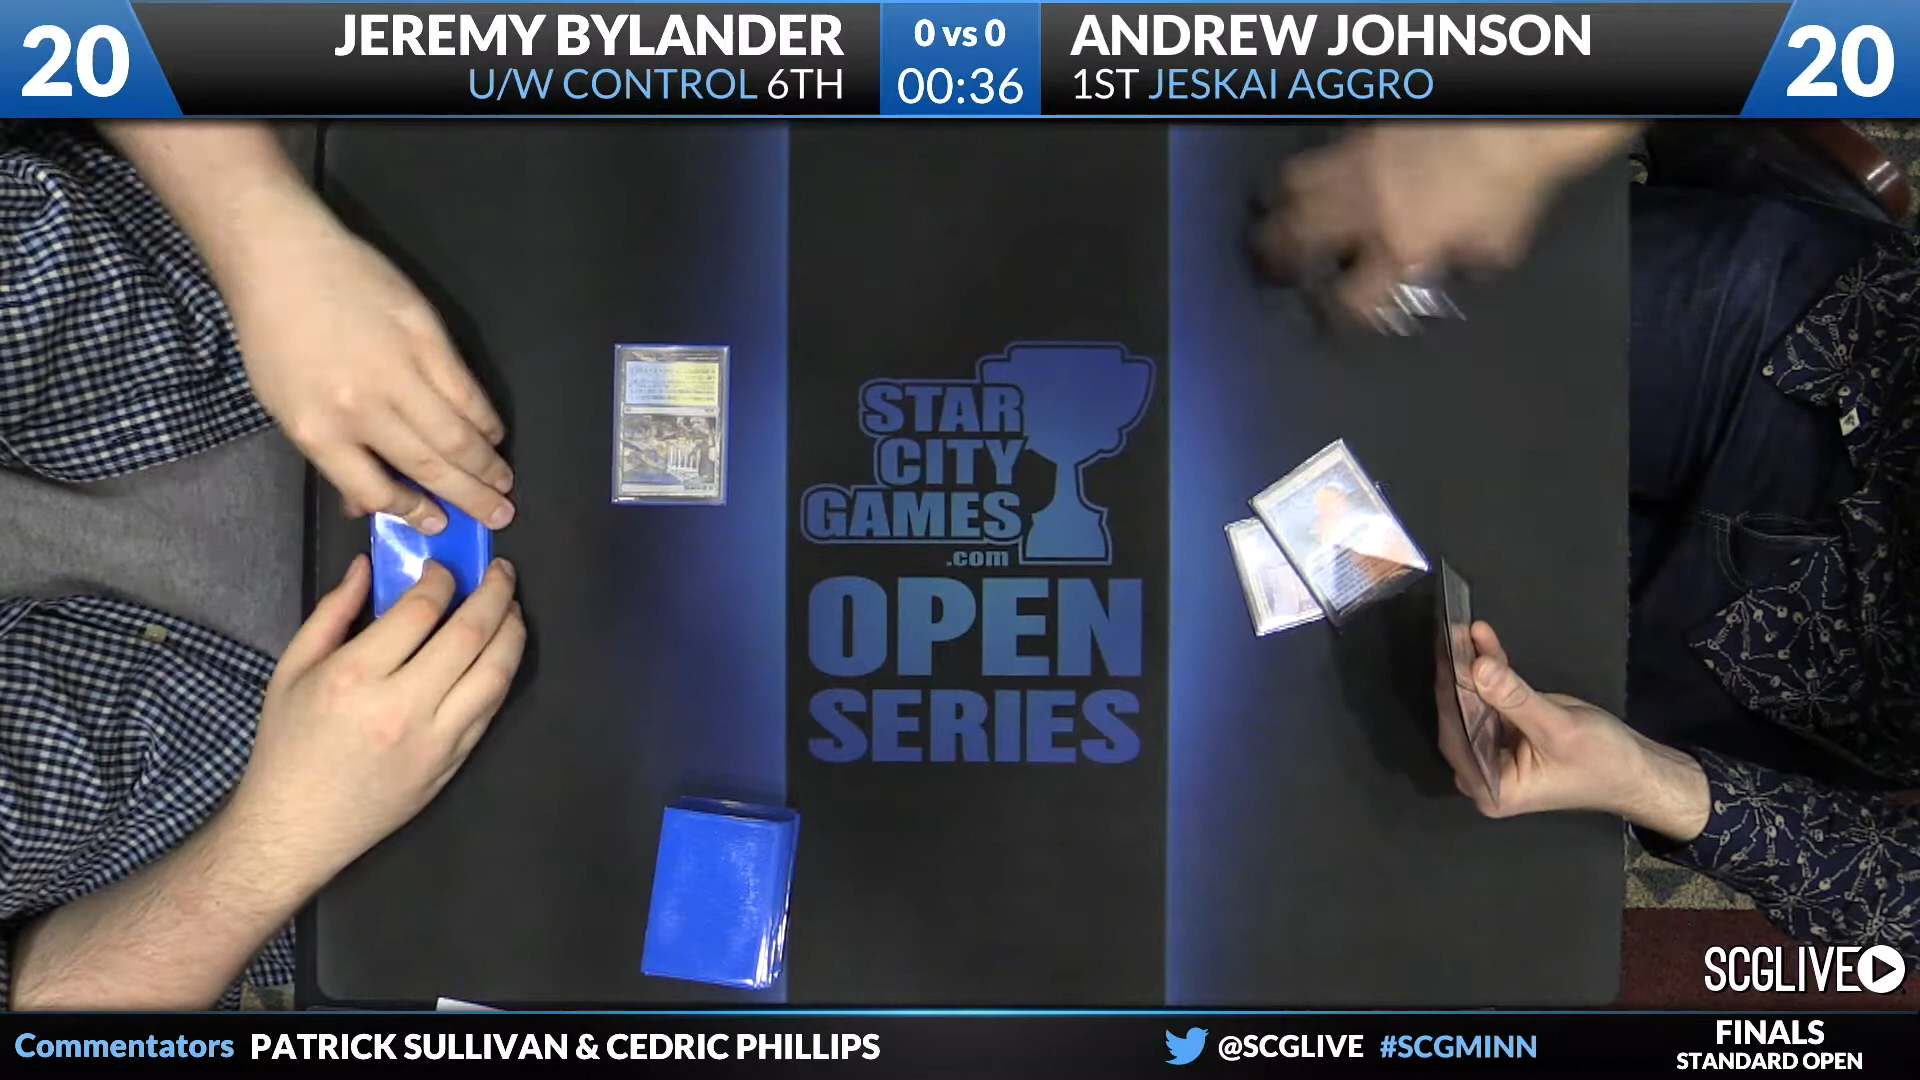 20
JEREMY BYLANDER
U/W CONTROL 6TH
0 vs 0
00:36
ANDREW JOHNSON
1ST JESKAI AGGRO
20
STAR
CITY
GAMES
.com
OPEN
SERIES
SCGLIVE
Commentators PATRICK SULLIVAN & CEDRIC PHILLIPS
@SCGLIVE #SCGMINN
FINALS
STANDARD OPEN